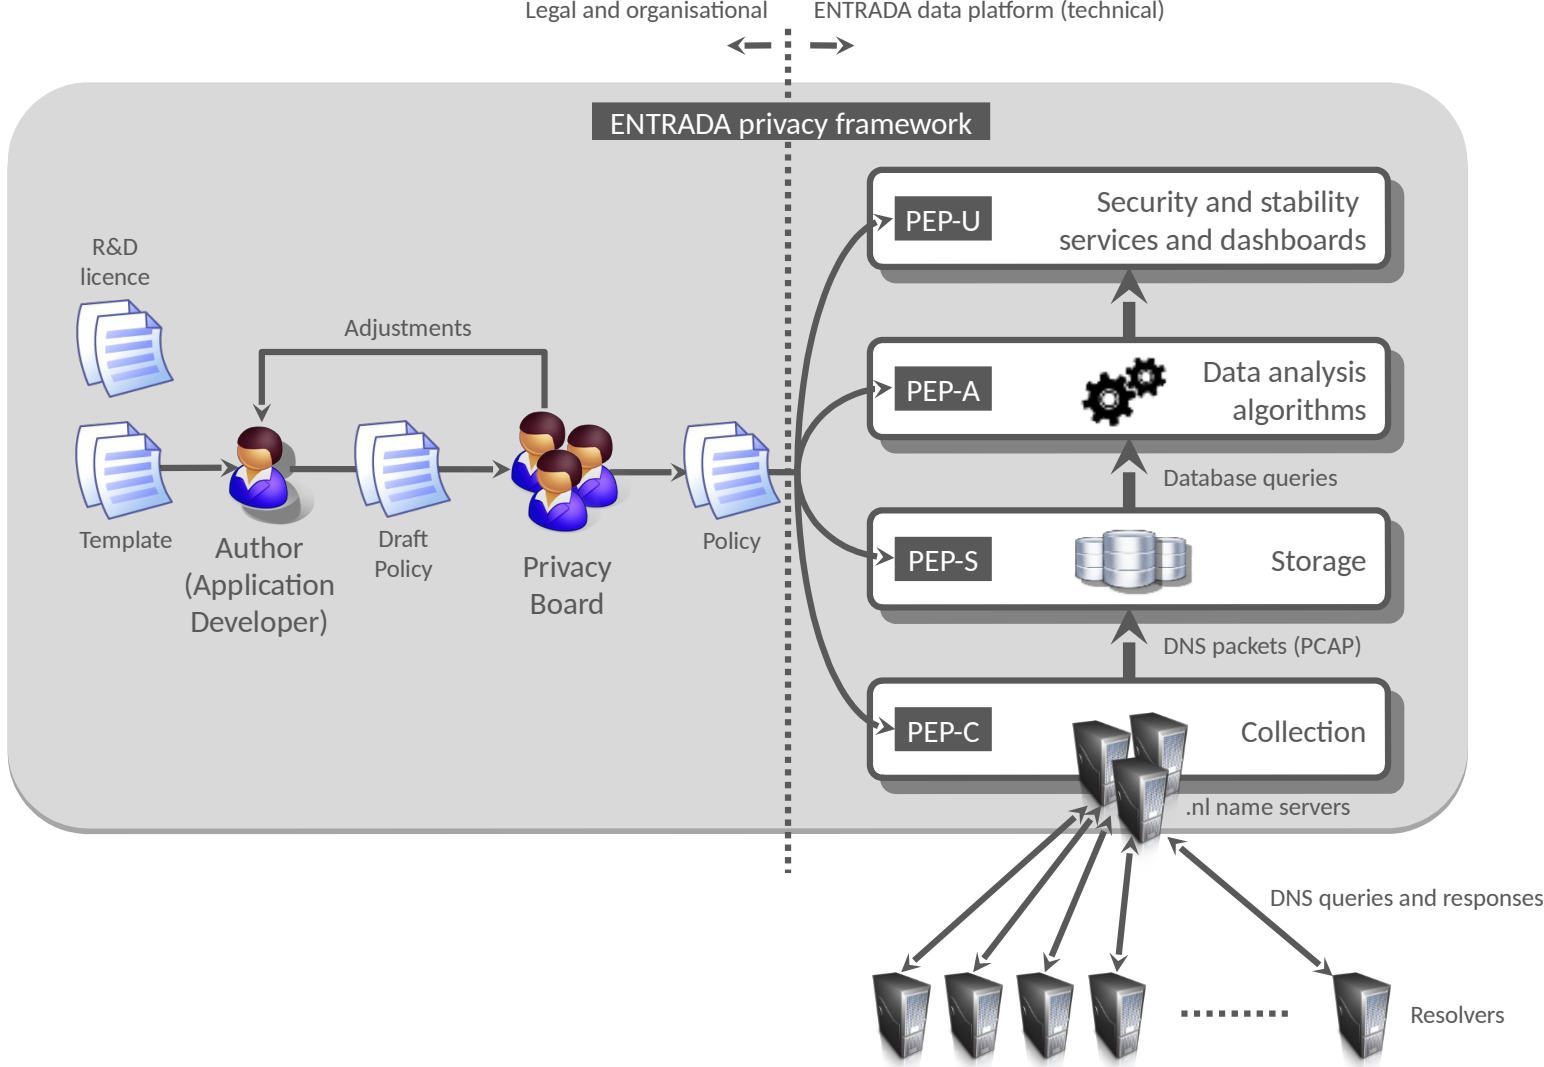 Legal and organisational
ENTRADA data platform (technical)
ENTRADA privacy framework
R&D
licence
Adjustments
Template
Author
(Application
Developer)
Draft
Policy
Privacy
Board
Policy
PEP-U
Security and stability
services and dashboards
PEP-A
Data analysis
algorithms
Database queries
PEP-S
Storage
DNS packets (PCAP)
PEP-C
Collection
.nl name servers
DNS queries and responses
Resolvers